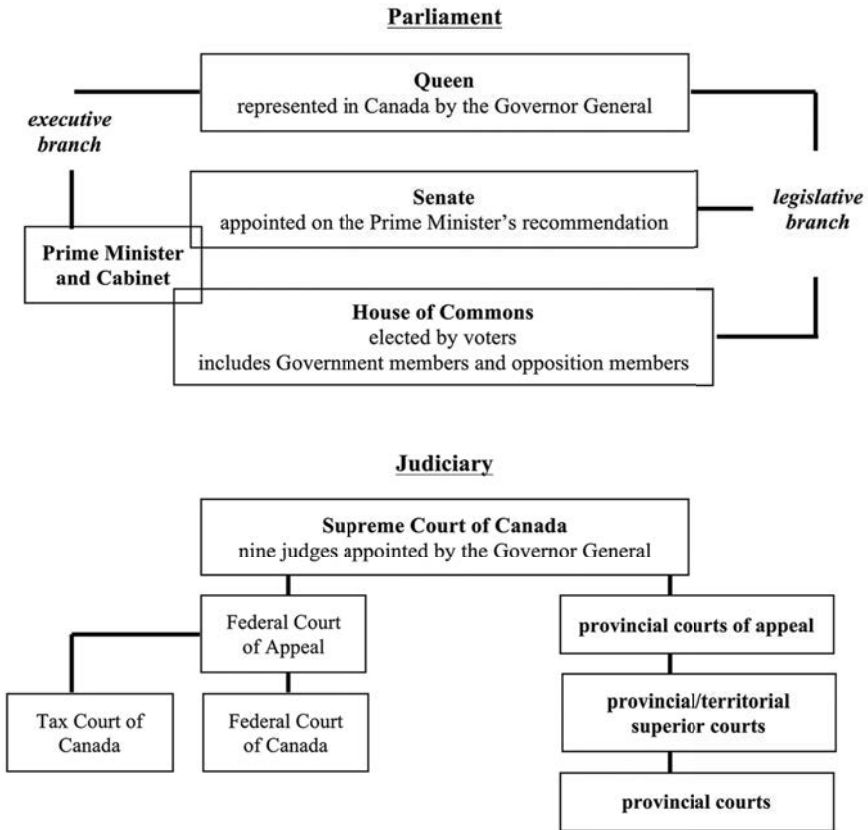 Parliament
Queen
represented in Canada by the Governor General
executive
branch
Senate
appointed on the Prime Minister's recommendation
legislative
branch
Prime Minister
and Cabinet
House of Commons
elected by voters
includes Government members and opposition members
Judiciary
Supreme Court of Canada
nine judges appointed by the Governor General
Federal Court
of Appeal
provincial courts of appeal
Tax Court of
Canada
Federal Court
of Canada
provincial/territorial
superior courts
provincial courts